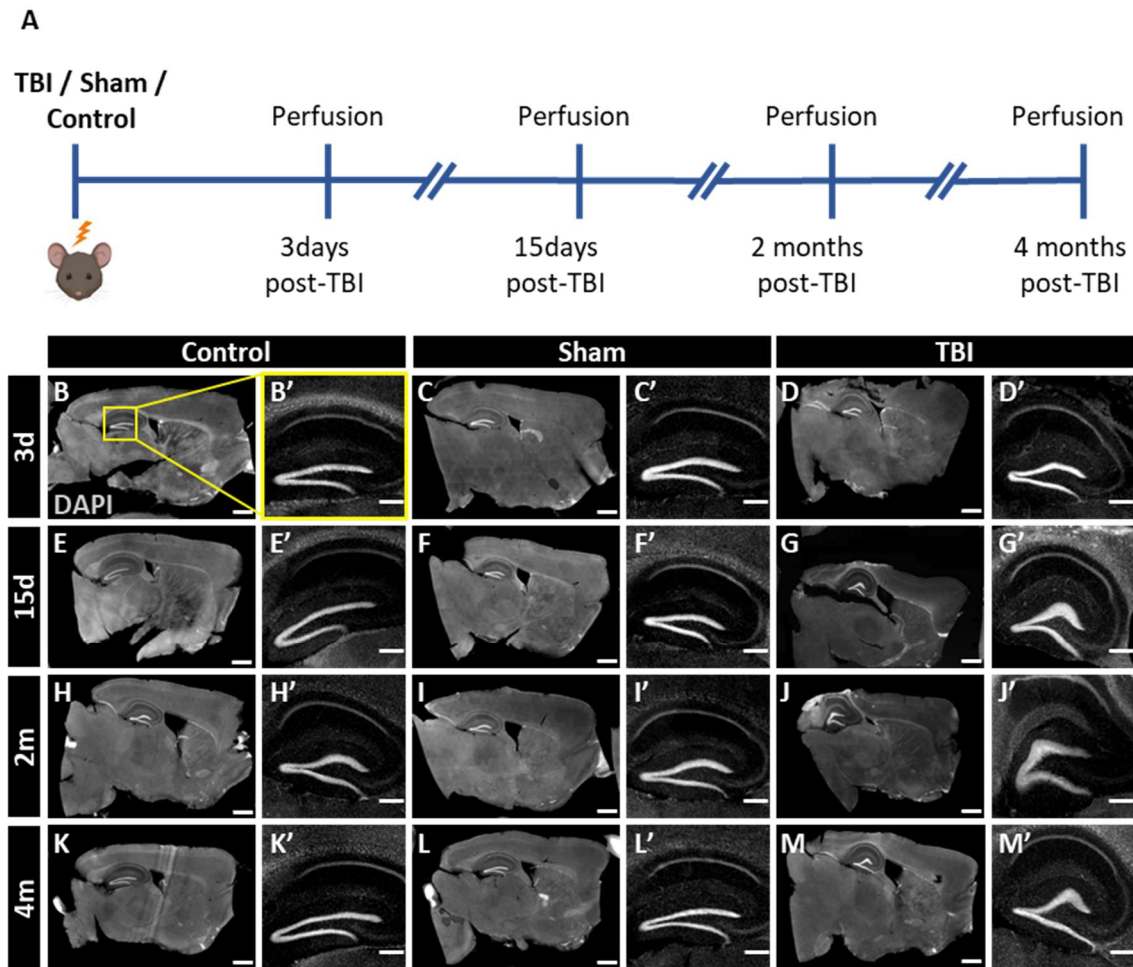 A
TBI / Sham /
Control
Perfusion
Perfusion
Perfusion
Perfusion
3days
post-TBI
15days
post-TBI
2 months
post-TBI
4 months
post-TBI
Control
Sham
TBI
3d
B
DAPI
B'
C
C'
D
D'
15d
E
E'
F
F'
G
G'
2m
H
H'
I
I'
J
J'
4m
K
K'
L
L'
M
M'